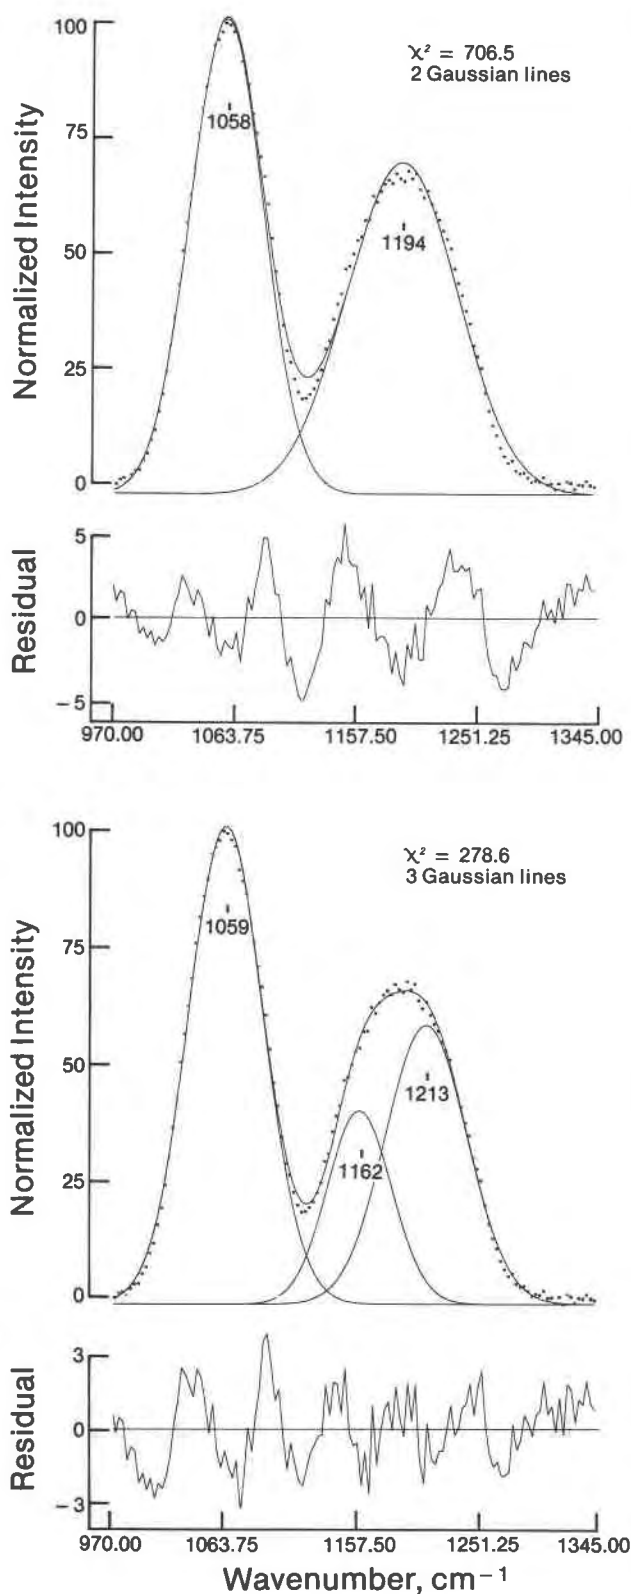 100
χ² = 706.5
2 Gaussian lines
75
1058
Normalized Intensity
50
1194
25
0
5
Residual
0
−5
970.00 1063.75 1157.50 1251.25 1345.00
100
χ² = 278.6
3 Gaussian lines
1059
75
Normalized Intensity
50
1213
1162
25
0
3
Residual
0
−3
970.00 1063.75 1157.50 1251.25 1345.00
Wavenumber, cm⁻¹